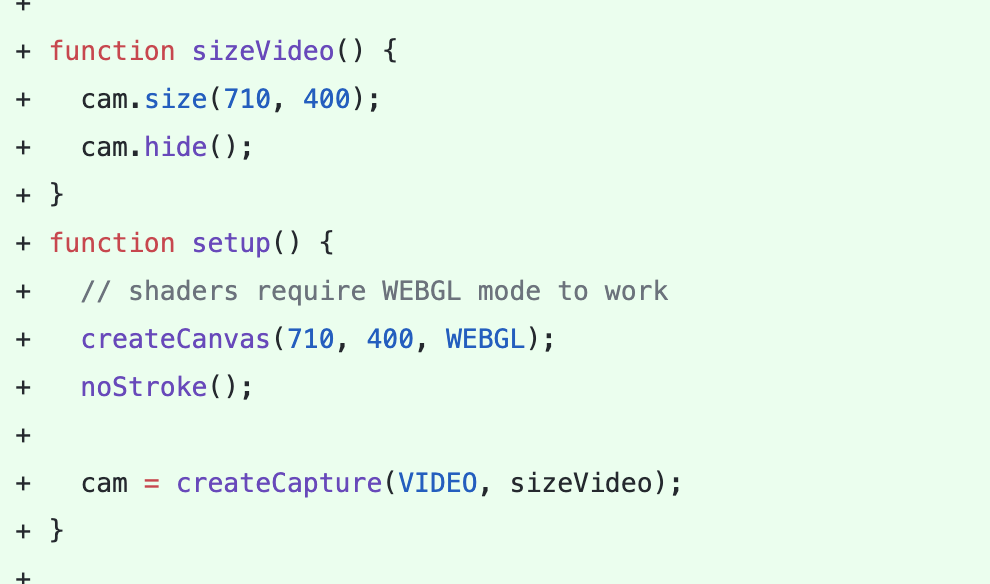 +
+ function sizeVideo() {
+   cam.size(710, 400);
+   cam.hide();
+ }
+ function setup() {
+   // shaders require WEBGL mode to work
+   createCanvas(710, 400, WEBGL);
+   noStroke();
+
+   cam = createCapture(VIDEO, sizeVideo);
+ }
+